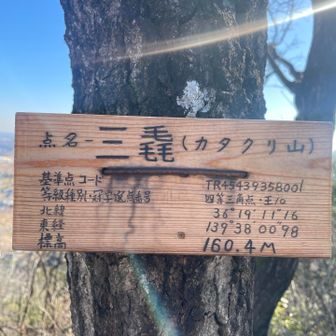 点名－三毳(カタクリ山)
基準点コード TR45439358001
等級種別・冠字選点番号 四等三角点・王10
北緯 36°19'11"16
東経 139°38'00"98
標高 160.4M